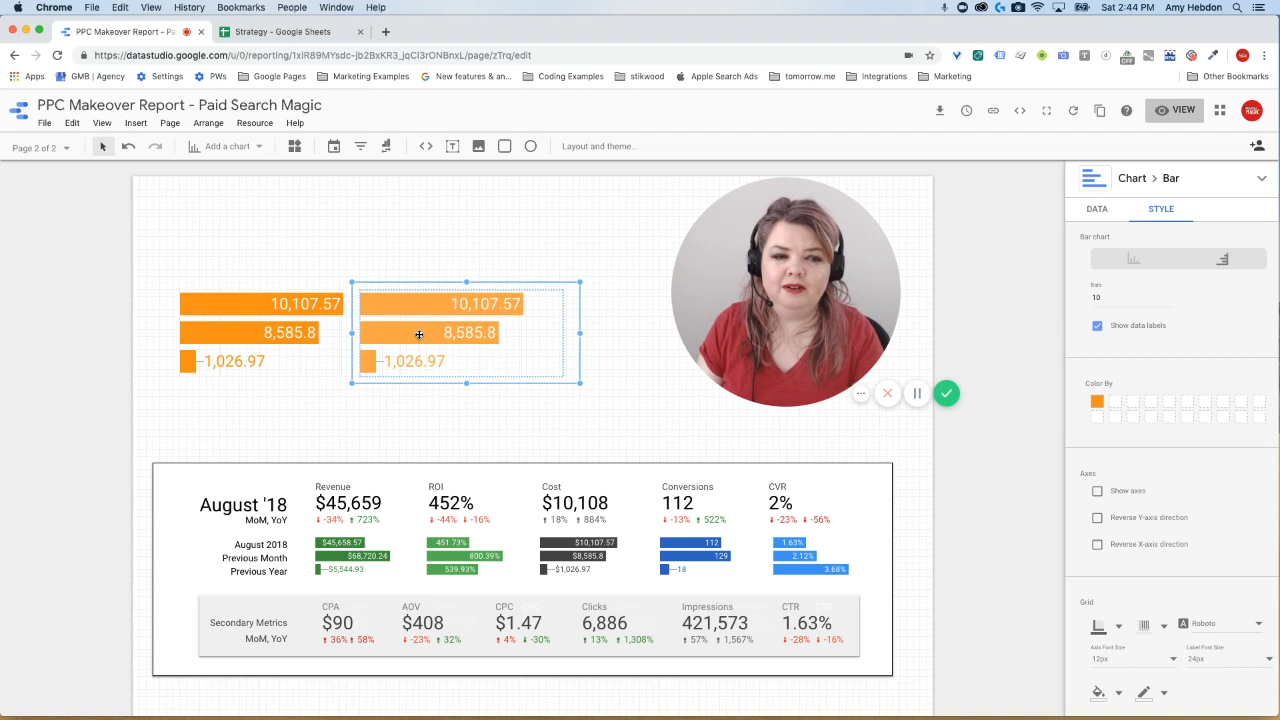 Chrome File Edit View History Bookmarks People Window Help Sat 2:44 PM Amy Hebdon
PPC Makeover Report - Pa Strategy - Google Sheets
Apps GMB | Agency Settings PWs Google Pages Marketing Examples New features & an... Coding Examples stikwood Apple Search Ads tomorrow.me Integrations Marketing Other Bookmarks
PPC Makeover Report - Paid Search Magic
File Edit View Insert Page Arrange Resource Help
VIEW
Page 2 of 2 Add a chart Layout and theme...
Chart > Bar
DATA STYLE
Bar chart
Bars
10
Show data labels
Color By
Axes
Show axes
Reverse Y-axis direction
Reverse X-axis direction
Grid
Roboto
Axis Font Size Label Font Size
12px 24px
10,107.57 10,107.57
8,585.8 8,585.8
1,026.97 1,026.97
Revenue ROI Cost Conversions CVR
August '18 $45,659 452% $10,108 112 2%
MoM, YoY -34% 723% -44% -16% 18% 884% -13% 522% -23% -56%
August 2018 $45,658.57 451.73% $10,107.57 112 1.63%
Previous Month $68,720.24 800.39% $8,585.8 129 2.12%
Previous Year $5,544.93 539.93% $1,026.97 18 3.68%
CPA AOV CPC Clicks Impressions CTR
Secondary Metrics $90 $408 $1.47 6,886 421,573 1.63%
MoM, YoY 36% 58% -23% 32% 4% -30% 13% 1,308% 57% 1,567% -28% -16%